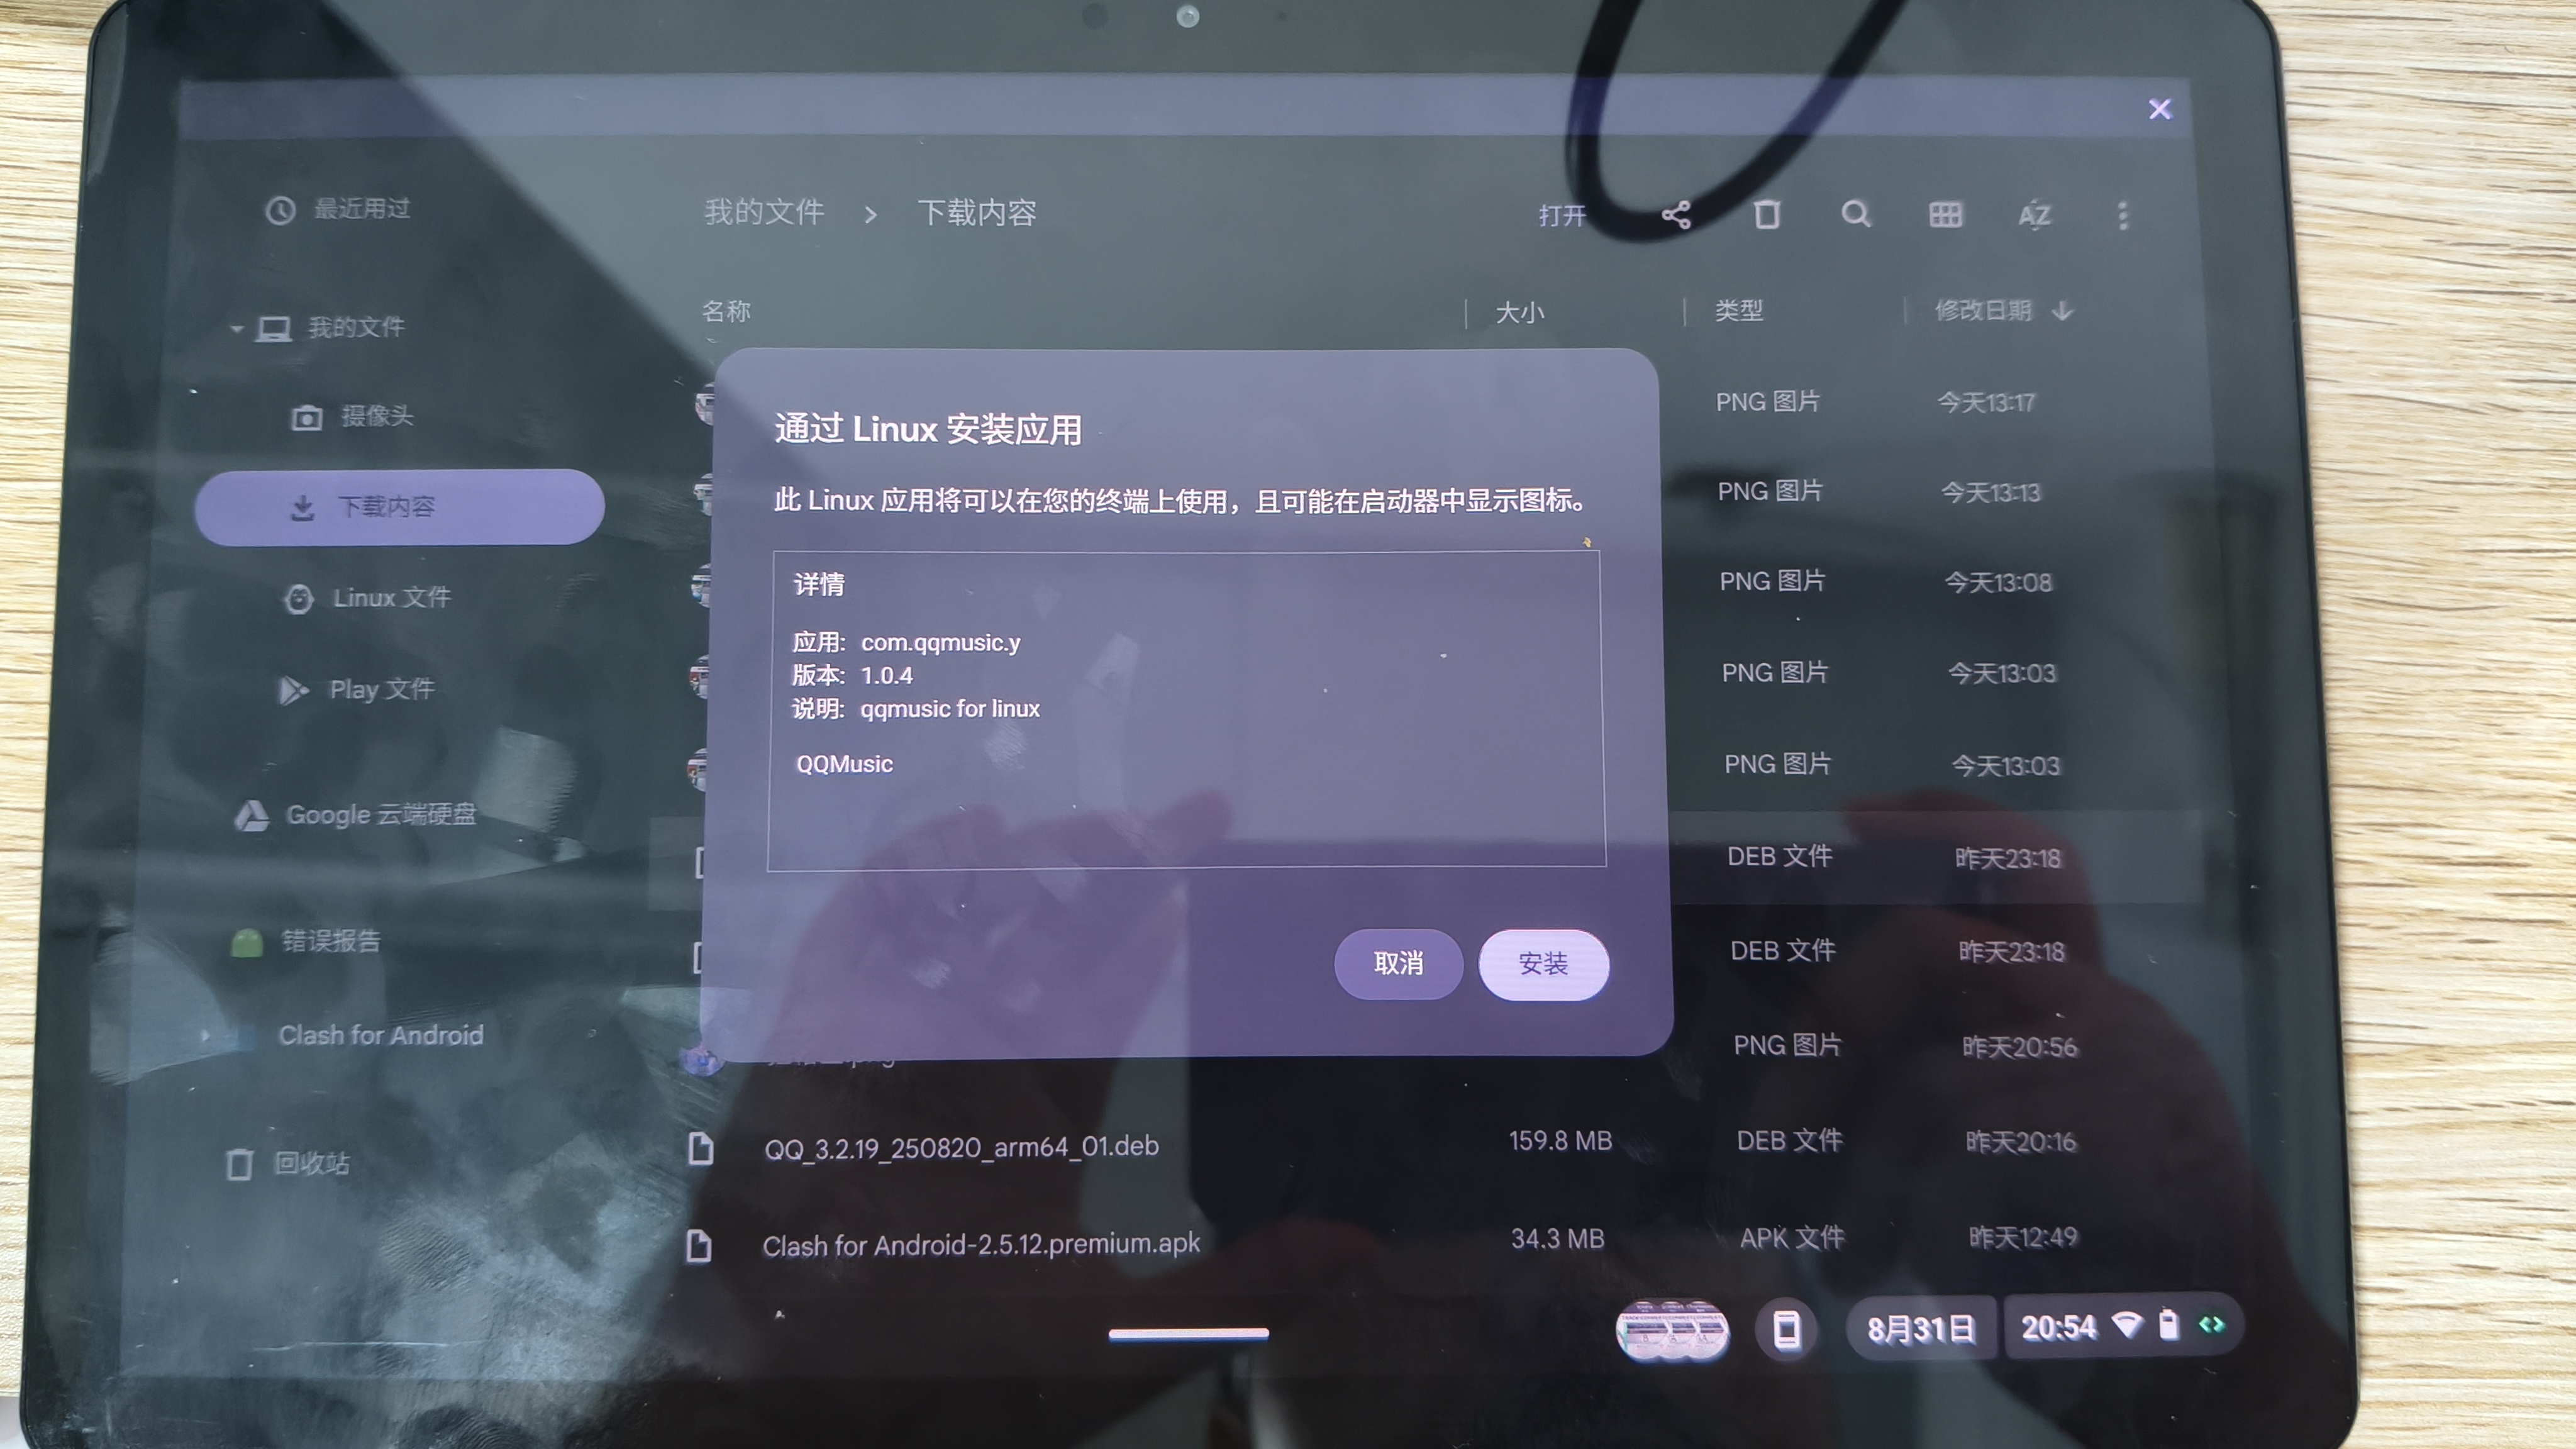 最近用过
我的文件
摄像头
下载内容
Linux 文件
Play 文件
Google 云端硬盘
错误报告
Clash for Android
回收站
我的文件 > 下载内容
打开
名称 大小 类型 修改日期
PNG 图片 今天13:17
PNG 图片 今天13:13
PNG 图片 今天13:08
PNG 图片 今天13:03
PNG 图片 今天13:03
DEB 文件 昨天23:18
DEB 文件 昨天23:18
PNG 图片 昨天20:56
QQ_3.2.19_250820_arm64_01.deb 159.8 MB DEB 文件 昨天20:16
Clash for Android-2.5.12.premium.apk 34.3 MB APK 文件 昨天12:49
通过 Linux 安装应用
此 Linux 应用将可以在您的终端上使用，且可能在启动器中显示图标。
详情
应用: com.qqmusic.y
版本: 1.0.4
说明: qqmusic for linux
QQMusic
取消 安装
8月31日 20:54